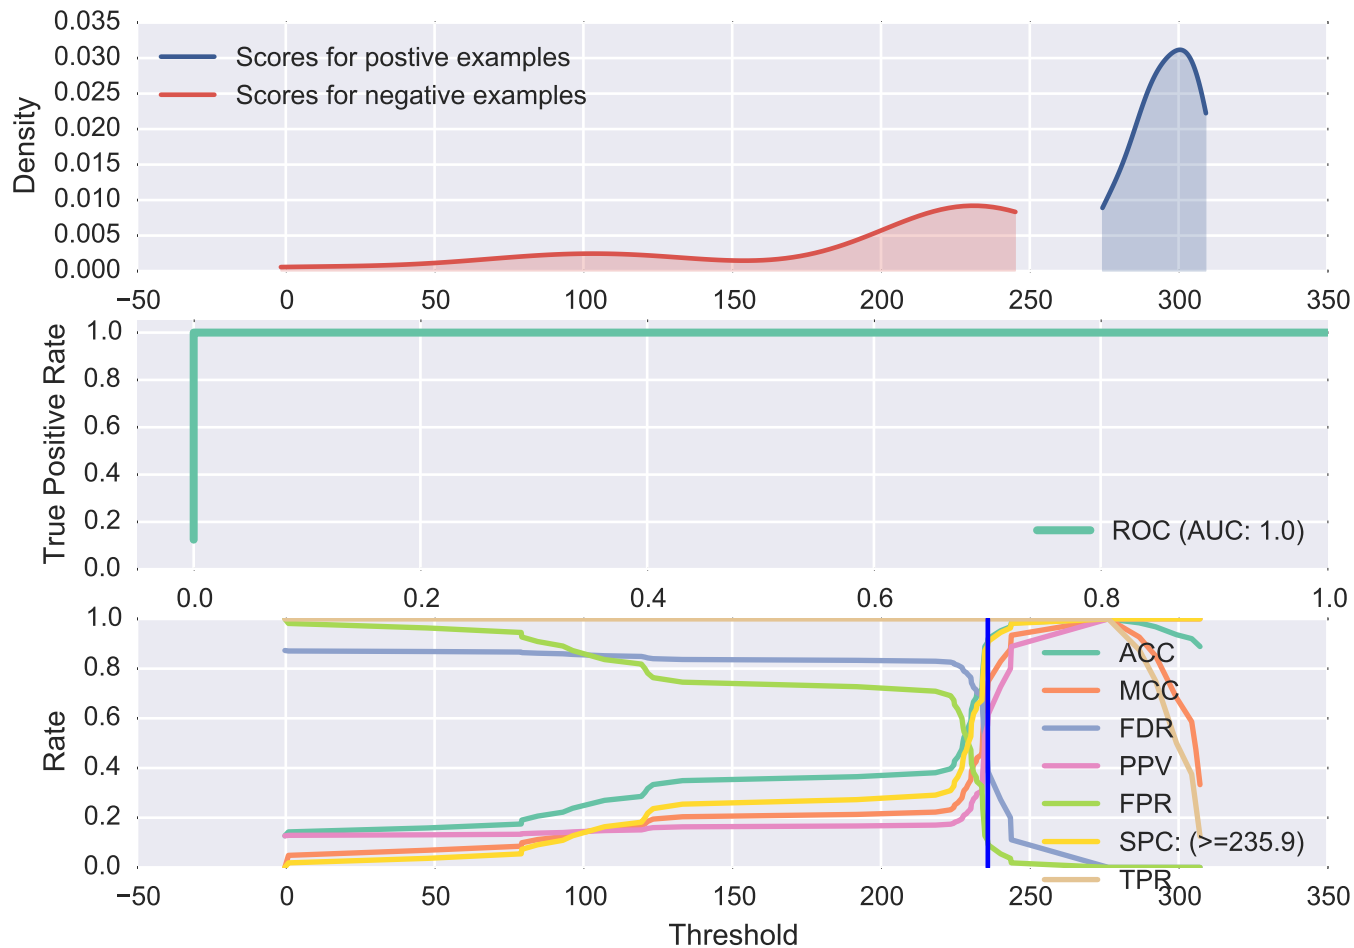 0.035
0.030
0.025
0.020
0.015
0.010
0.005
0.000
Density
Scores for postive examples
Scores for negative examples
−50 0 50 100 150 200 250 300 350
1.0
0.8
0.6
0.4
0.2
0.0
True Positive Rate
ROC (AUC: 1.0)
0.0 0.2 0.4 0.6 0.8 1.0
1.0
0.8
0.6
0.4
0.2
0.0
Rate
ACC
MCC
FDR
PPV
FPR
SPC: (>=235.9)
TPR
−50 0 50 100 150 200 250 300 350
Threshold